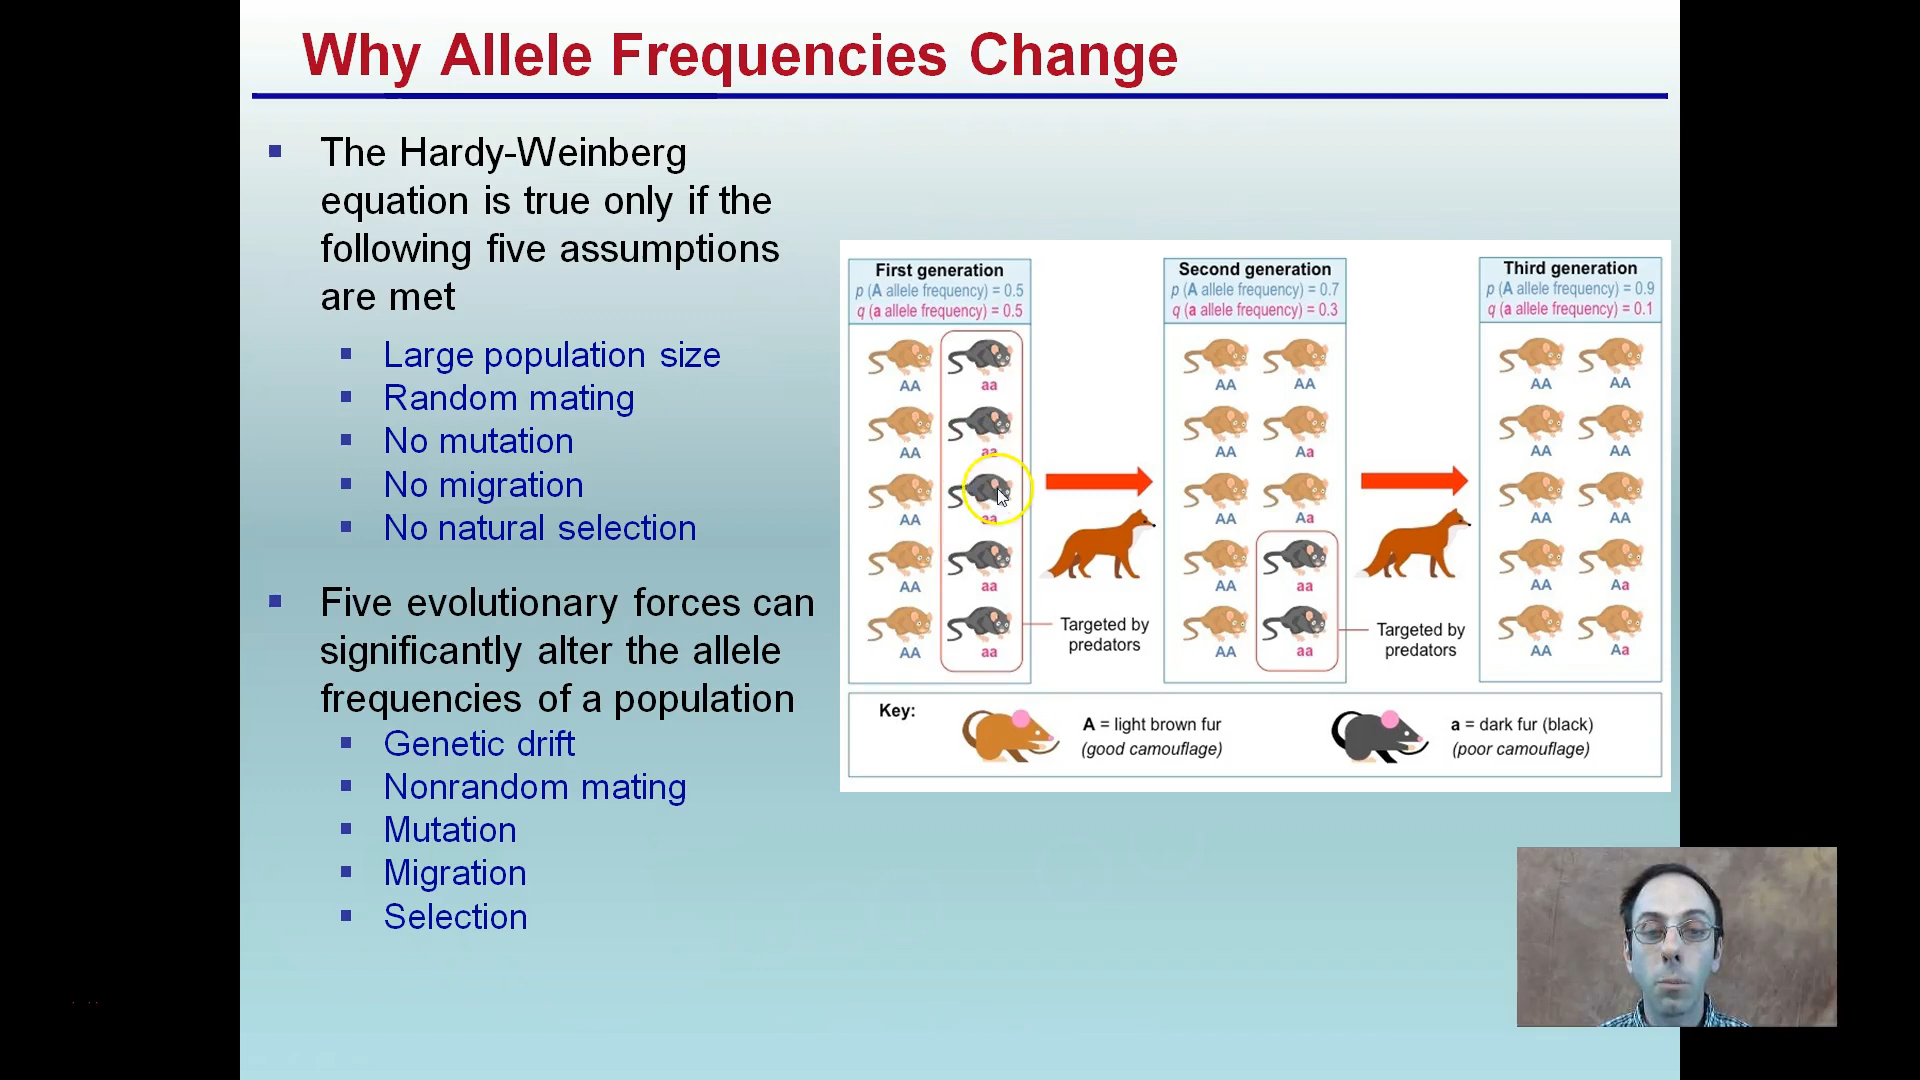 Why Allele Frequencies Change
The Hardy-Weinberg
equation is true only if the
following five assumptions
are met
Large population size
Random mating
No mutation
No migration
No natural selection
Five evolutionary forces can
significantly alter the allele
frequencies of a population
Genetic drift
Nonrandom mating
Mutation
Migration
Selection
First generation
p (A allele frequency) = 0.5
q (a allele frequency) = 0.5
AA aa
AA aa
AA aa
AA aa
AA aa
Targeted by
predators
Second generation
p (A allele frequency) = 0.7
q (a allele frequency) = 0.3
AA AA
AA Aa
AA Aa
AA aa
AA aa
Targeted by
predators
Third generation
p (A allele frequency) = 0.9
q (a allele frequency) = 0.1
AA AA
AA AA
AA AA
AA Aa
AA Aa
Key:
A = light brown fur
(good camouflage)
a = dark fur (black)
(poor camouflage)